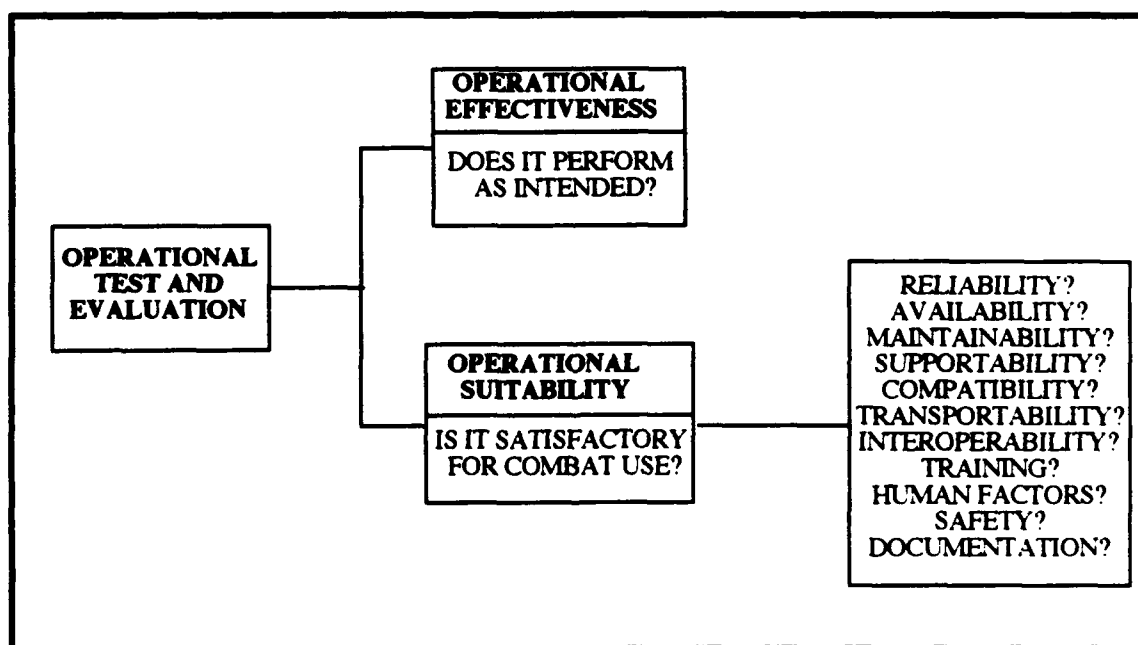 OPERATIONAL
EFFECTIVENESS
DOES IT PERFORM
AS INTENDED?
OPERATIONAL
TEST AND
EVALUATION
OPERATIONAL
SUITABILITY
IS IT SATISFACTORY
FOR COMBAT USE?
RELIABILITY?
AVAILABILITY?
MAINTAINABILITY?
SUPPORTABILITY?
COMPATIBILITY?
TRANSPORTABILITY?
INTEROPERABILITY?
TRAINING?
HUMAN FACTORS?
SAFETY?
DOCUMENTATION?